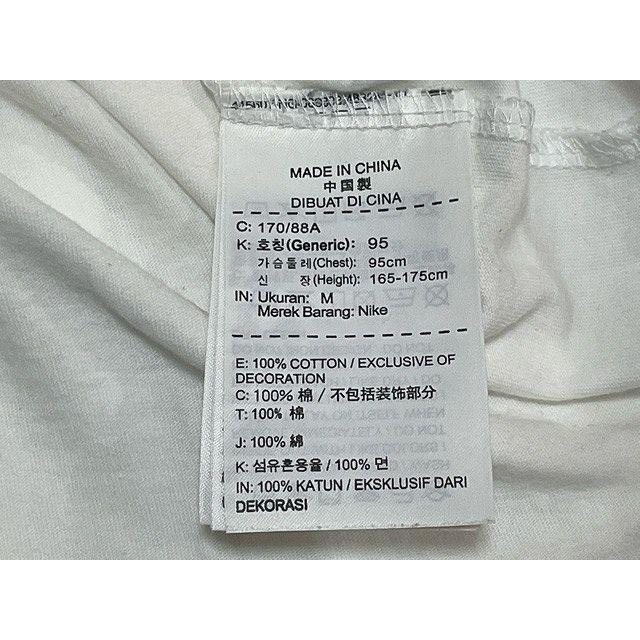 MADE IN CHINA
中国製
DIBUAT DI CINA
C: 170/88A
K: 호칭(Generic): 95
가슴둘레(Chest): 95cm
신 장(Height): 165-175cm
IN: Ukuran: M
Merek Barang: Nike
E: 100% COTTON / EXCLUSIVE OF
DECORATION
C: 100% 棉 / 不包括装饰部分
T: 100% 棉
J: 100% 綿
K: 섬유혼용율 / 100% 면
IN: 100% KATUN / EKSKLUSIF DARI
DEKORASI